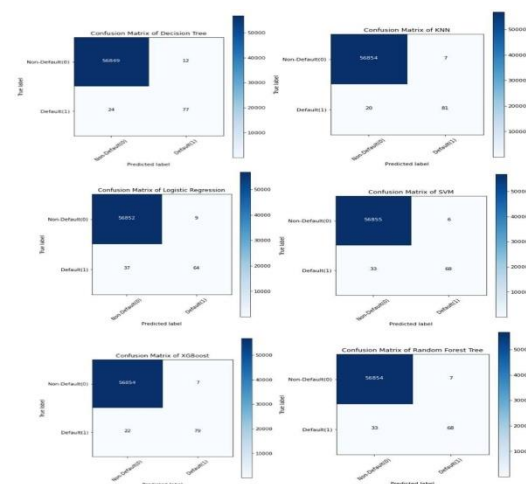 Confusion Matrix of Decision Tree
True label
Non-Default(0)
Default(1)
56849
12
24
77
Non-Default(0)
Default(1)
Predicted label
50000
40000
30000
20000
10000
Confusion Matrix of KNN
True label
Non-Default(0)
Default(1)
56854
7
20
81
Non-Default(0)
Default(1)
Predicted label
50000
40000
30000
20000
10000
Confusion Matrix of Logistic Regression
True label
Non-Default(0)
Default(1)
56852
9
37
64
Non-Default(0)
Default(1)
Predicted label
50000
40000
30000
20000
10000
Confusion Matrix of SVM
True label
Non-Default(0)
Default(1)
56855
6
33
68
Non-Default(0)
Default(1)
Predicted label
50000
40000
30000
20000
10000
Confusion Matrix of XGBoost
True label
Non-Default(0)
Default(1)
56854
7
22
79
Non-Default(0)
Default(1)
Predicted label
50000
40000
30000
20000
10000
Confusion Matrix of Random Forest Tree
True label
Non-Default(0)
Default(1)
56854
7
33
68
Non-Default(0)
Default(1)
Predicted label
50000
40000
30000
20000
10000